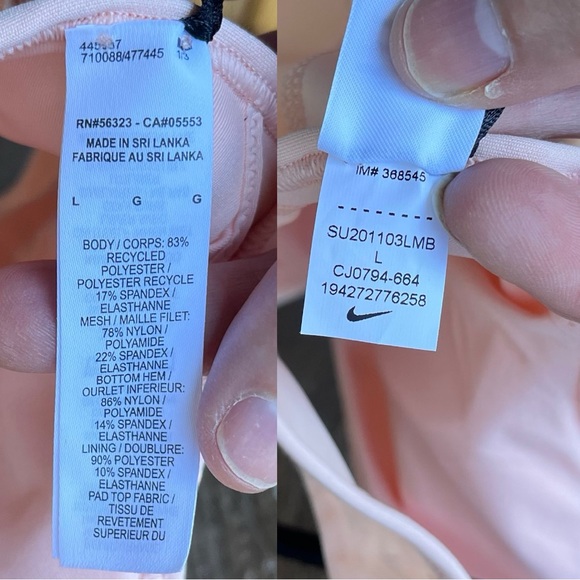 710088/477445
RN#56323 - CA#05553
MADE IN SRI LANKA
FABRIQUE AU SRI LANKA
L G G
BODY / CORPS: 83%
RECYCLED
POLYESTER /
POLYESTER RECYCLE
17% SPANDEX /
ELASTHANNE
MESH / MAILLE FILET:
78% NYLON /
POLYAMIDE
22% SPANDEX /
ELASTHANNE
BOTTOM HEM /
OURLET INFERIEUR:
86% NYLON /
POLYAMIDE
14% SPANDEX /
ELASTHANNE
LINING / DOUBLURE:
90% POLYESTER
10% SPANDEX /
ELASTHANNE
PAD TOP FABRIC /
TISSU DE
REVETEMENT
SUPERIEUR DU
IM# 368545
SU201103LMB
L
CJ0794-664
194272776258